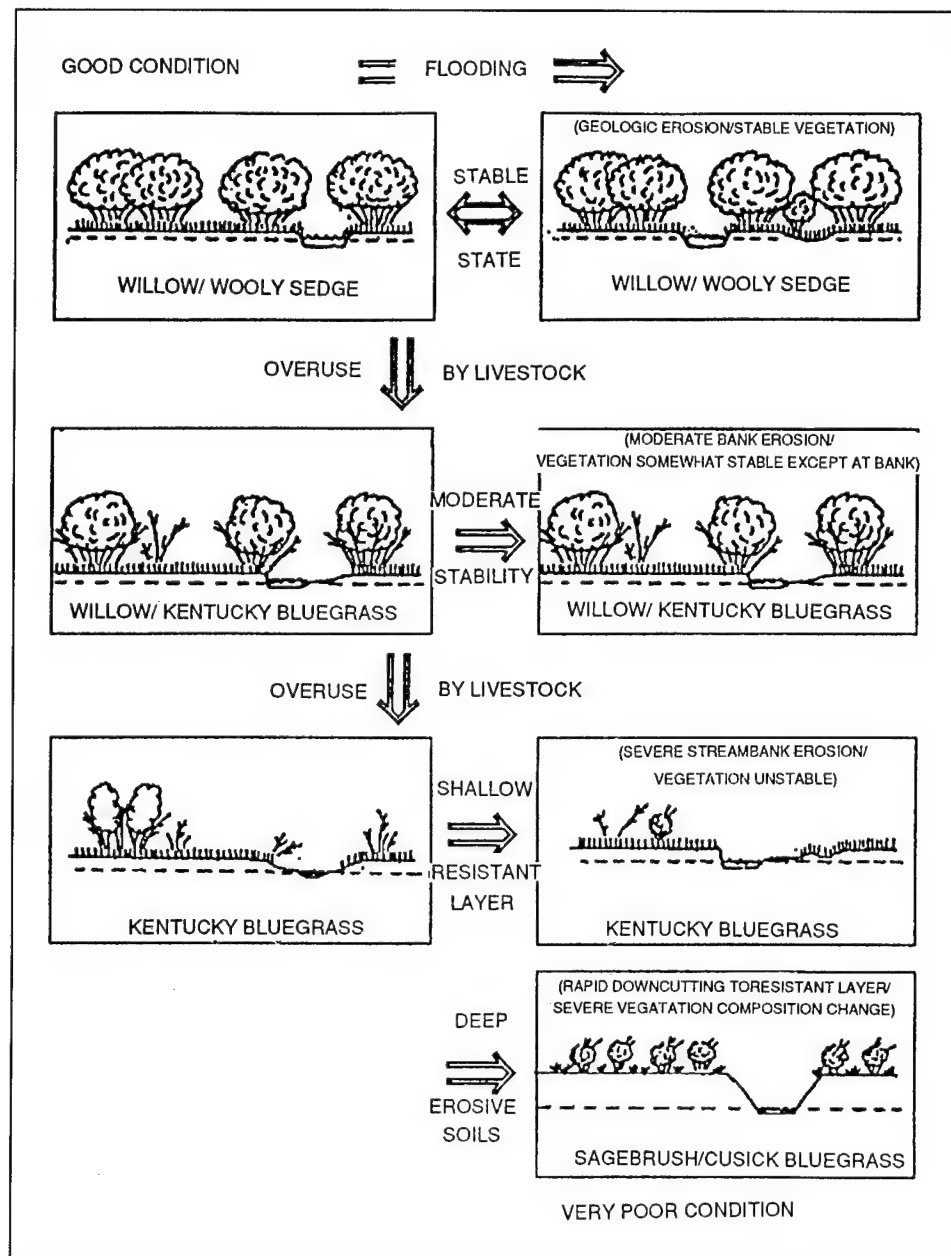 GOOD CONDITION
FLOODING
(GEOLOGIC EROSION/STABLE VEGETATION)
STABLE
STATE
WILLOW/ WOOLY SEDGE
WILLOW/ WOOLY SEDGE
OVERUSE
BY LIVESTOCK
(MODERATE BANK EROSION/
VEGETATION SOMEWHAT STABLE EXCEPT AT BANK)
MODERATE
STABILITY
WILLOW/ KENTUCKY BLUEGRASS
WILLOW/ KENTUCKY BLUEGRASS
OVERUSE
BY LIVESTOCK
(SEVERE STREAMBANK EROSION/
VEGETATION UNSTABLE)
SHALLOW
RESISTANT
LAYER
KENTUCKY BLUEGRASS
KENTUCKY BLUEGRASS
(RAPID DOWNCUTTING TORESISTANT LAYER/
SEVERE VEGATATION COMPOSITION CHANGE)
DEEP
EROSIVE
SOILS
SAGEBRUSH/CUSICK BLUEGRASS
VERY POOR CONDITION